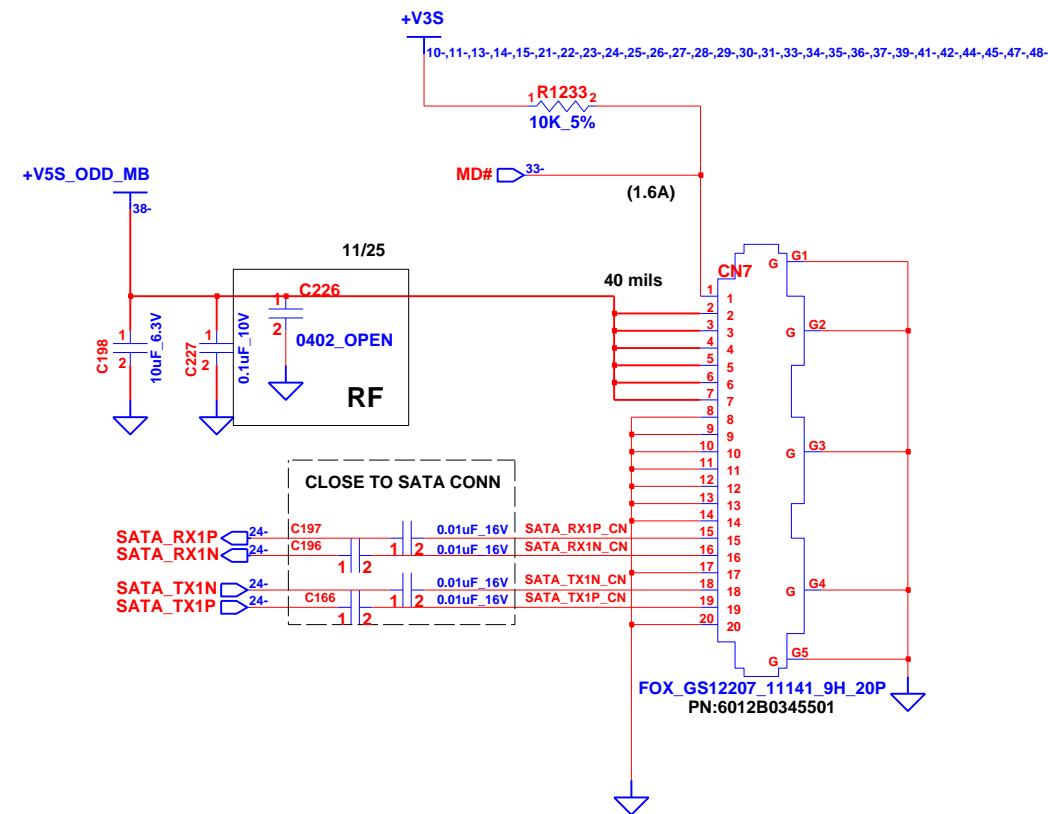 +V3S
10-,11-,13-,14-,15-,21-,22-,23-,24-,25-,26-,27-,28-,29-,30-,31-,33-,34-,35-,36-,37-,39-,41-,42-,44-,45-,47-,48-
1 R1233 2
10K_5%
MD# 33-
(1.6A)
+V5S_ODD_MB
38-
11/25
40 mils
CN7
C198
1
2
10uF_6.3V
C227
1
2
0.1uF_10V
C226
1
2
0402_OPEN
RF
1 1
2 2
3 3
4 4
5 5
6 6
7 7
8 8
9 9
10 10
11 11
12 12
13 13
14 14
15 15
16 16
17 17
18 18
19 19
20 20
G G1
G G2
G G3
G G4
G G5
CLOSE TO SATA CONN
SATA_RX1P 24- C197 1 2 0.01uF_16V SATA_RX1P_CN
SATA_RX1N 24- C196 1 2 0.01uF_16V SATA_RX1N_CN
SATA_TX1N 24- 1 2 0.01uF_16V SATA_TX1N_CN
SATA_TX1P 24- C166 1 2 0.01uF_16V SATA_TX1P_CN
FOX_GS12207_11141_9H_20P
PN:6012B0345501